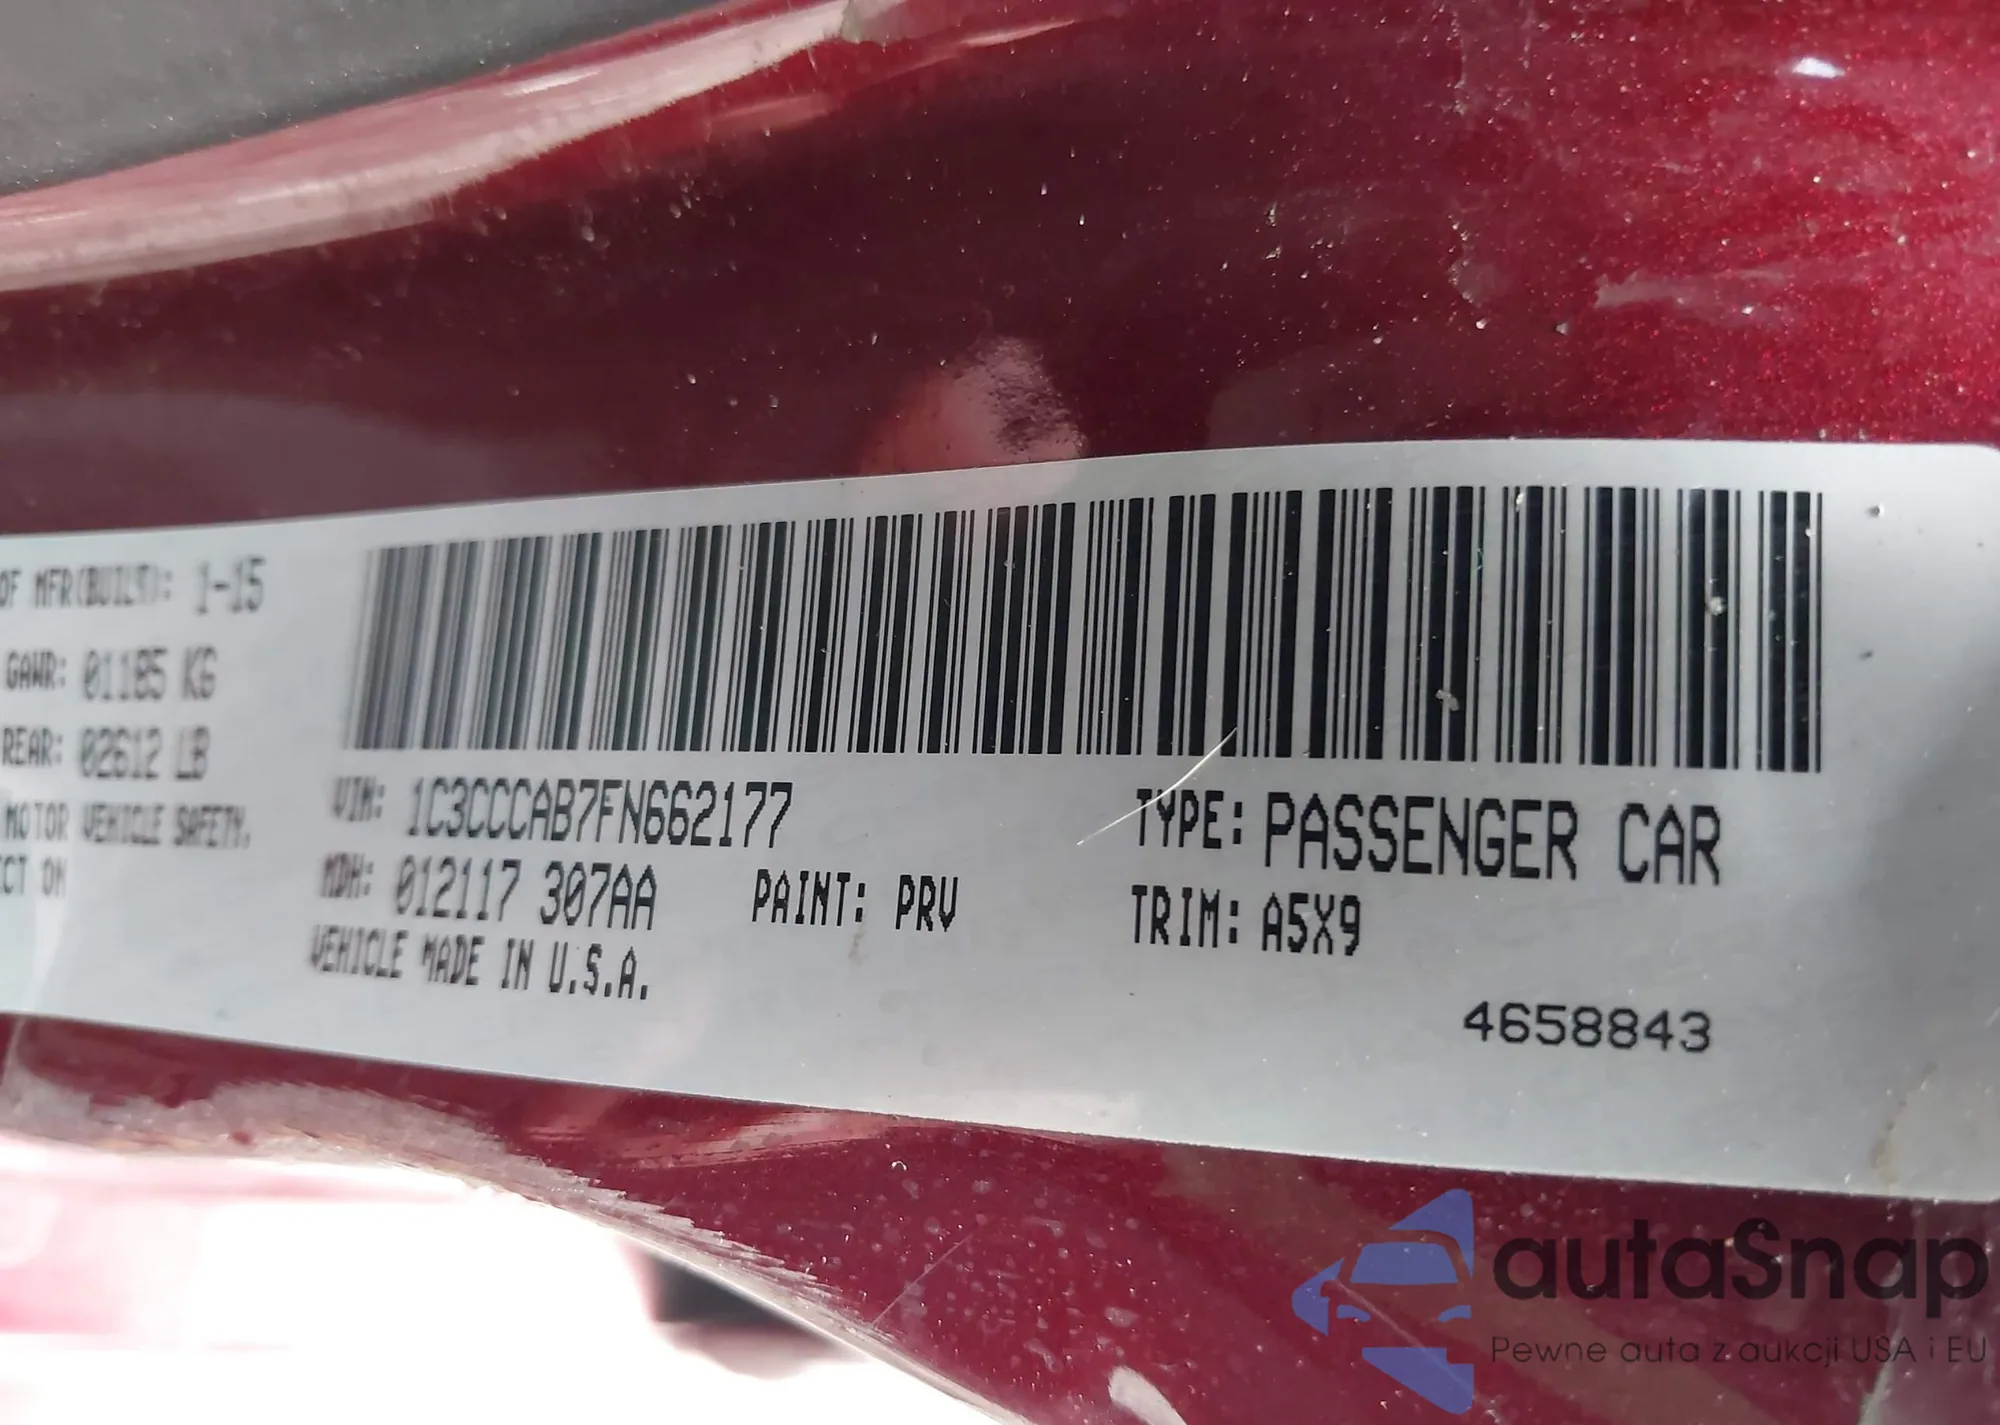 OF MFR(BUILT): 1-15
GAWR: 01185 KG
REAR: 02612 LB
MOTOR VEHICLE SAFETY,
ECT ON
VIN: 1C3CCCAB7FN662177
MDH: 012117 307AA
PAINT: PRV
VEHICLE MADE IN U.S.A.
TYPE: PASSENGER CAR
TRIM: A5X9
4658843
autaSnap
Pewne auta z aukcji USA i EU